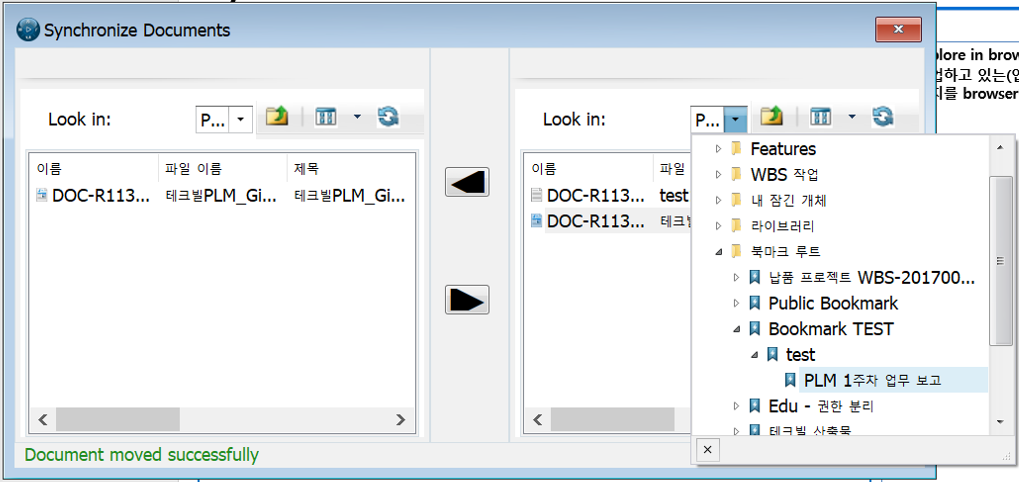 Synchronize Documents
plore in brow
업하고 있는(입
지를 browser
Look in:
P...
Look in:
P...
이름
파일 이름
제목
DOC-R113...
테크빌PLM_Gi...
테크빌PLM_Gi...
이름
파일
DOC-R113...
test
DOC-R113...
테크빌
Features
WBS 작업
내 잠긴 개체
라이브러리
북마크 루트
납품 프로젝트 WBS-201700...
Public Bookmark
Bookmark TEST
test
PLM 1주차 업무 보고
Edu - 권한 분리
테크빌 산출물
Document moved successfully